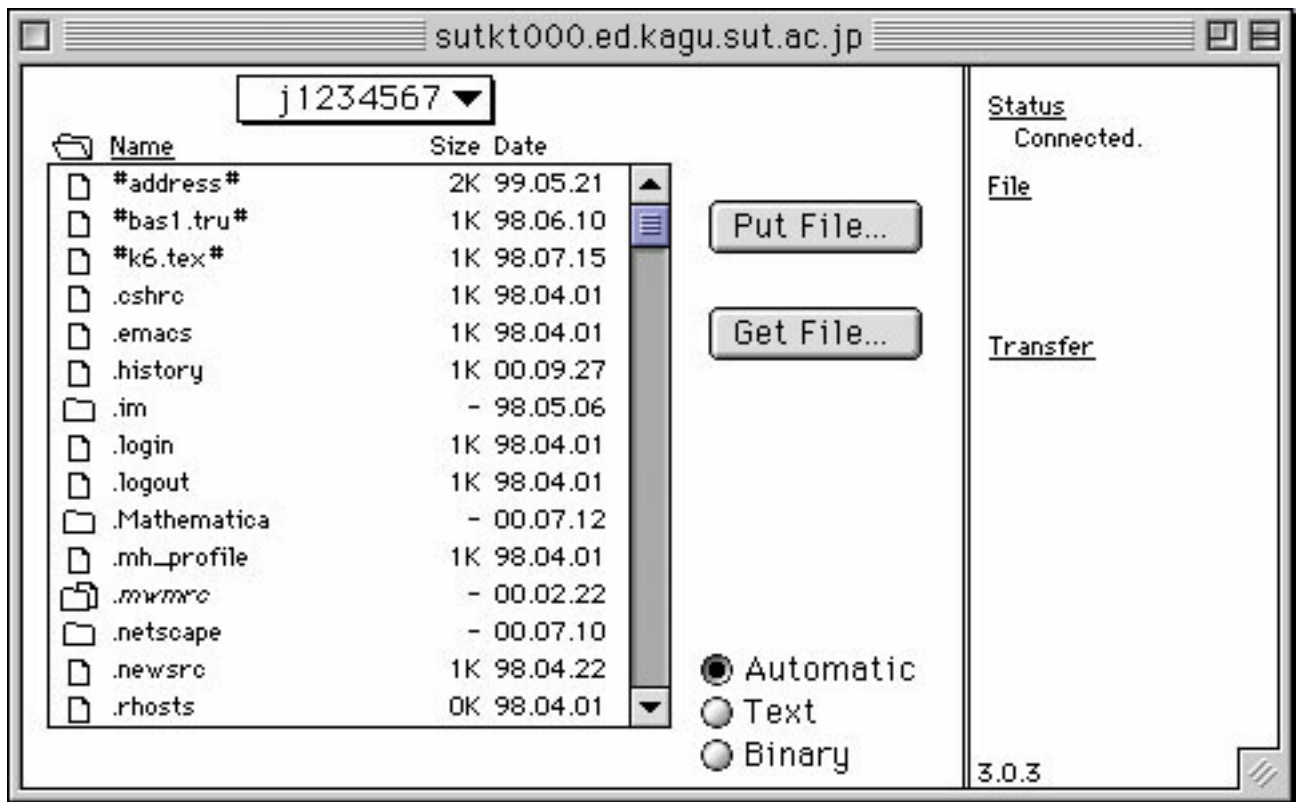 sutkt000.ed.kagu.sut.ac.jp
j1234567
Name Size Date
#address# 2K 99.05.21
#bas1.tru# 1K 98.06.10
#k6.tex# 1K 98.07.15
.cshrc 1K 98.04.01
.emacs 1K 98.04.01
.history 1K 00.09.27
.im - 98.05.06
.login 1K 98.04.01
.logout 1K 98.04.01
.Mathematica - 00.07.12
.mh_profile 1K 98.04.01
.mwmrc - 00.02.22
.netscape - 00.07.10
.newsrc 1K 98.04.22
.rhosts 0K 98.04.01
Put File...
Get File...
Automatic
Text
Binary
Status
Connected.
File
Transfer
3.0.3